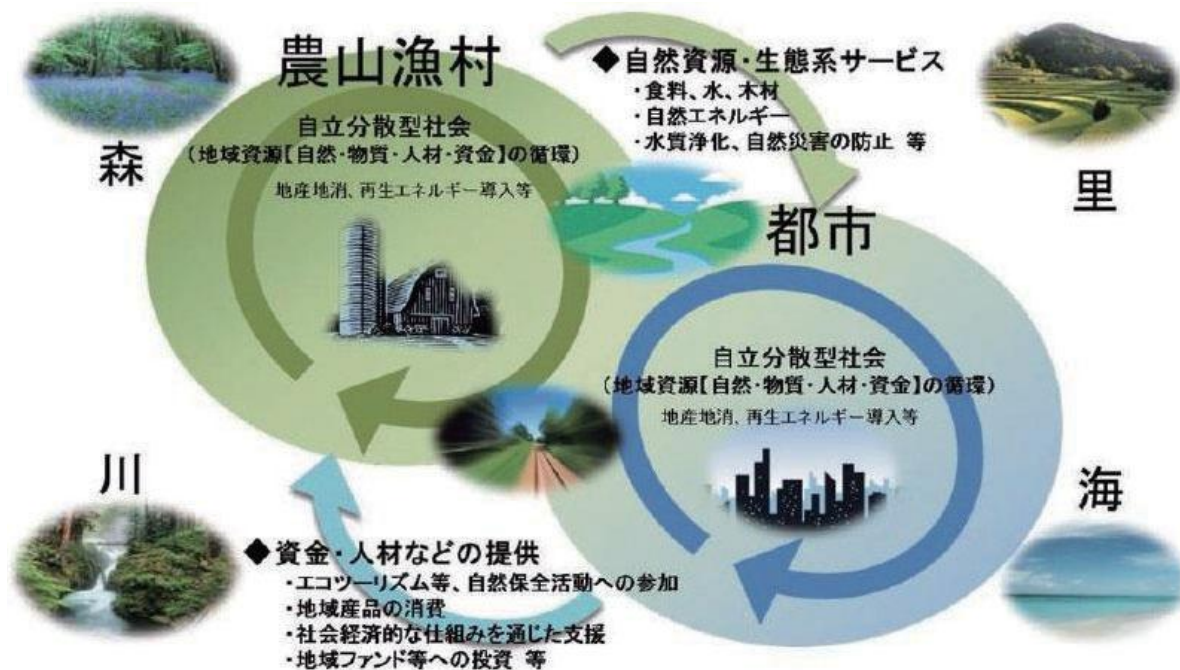 農山漁村
自立分散型社会
(地域資源【自然・物質・人材・資金】の循環)
地産地消、再生エネルギー導入等
◆自然資源・生態系サービス
・食料、水、木材
・自然エネルギー
・水質浄化、自然災害の防止 等
森
里
都市
自立分散型社会
(地域資源【自然・物質・人材・資金】の循環)
地産地消、再生エネルギー導入等
川
海
◆資金・人材などの提供
・エコツーリズム等、自然保全活動への参加
・地域産品の消費
・社会経済的な仕組みを通じた支援
・地域ファンド等への投資 等